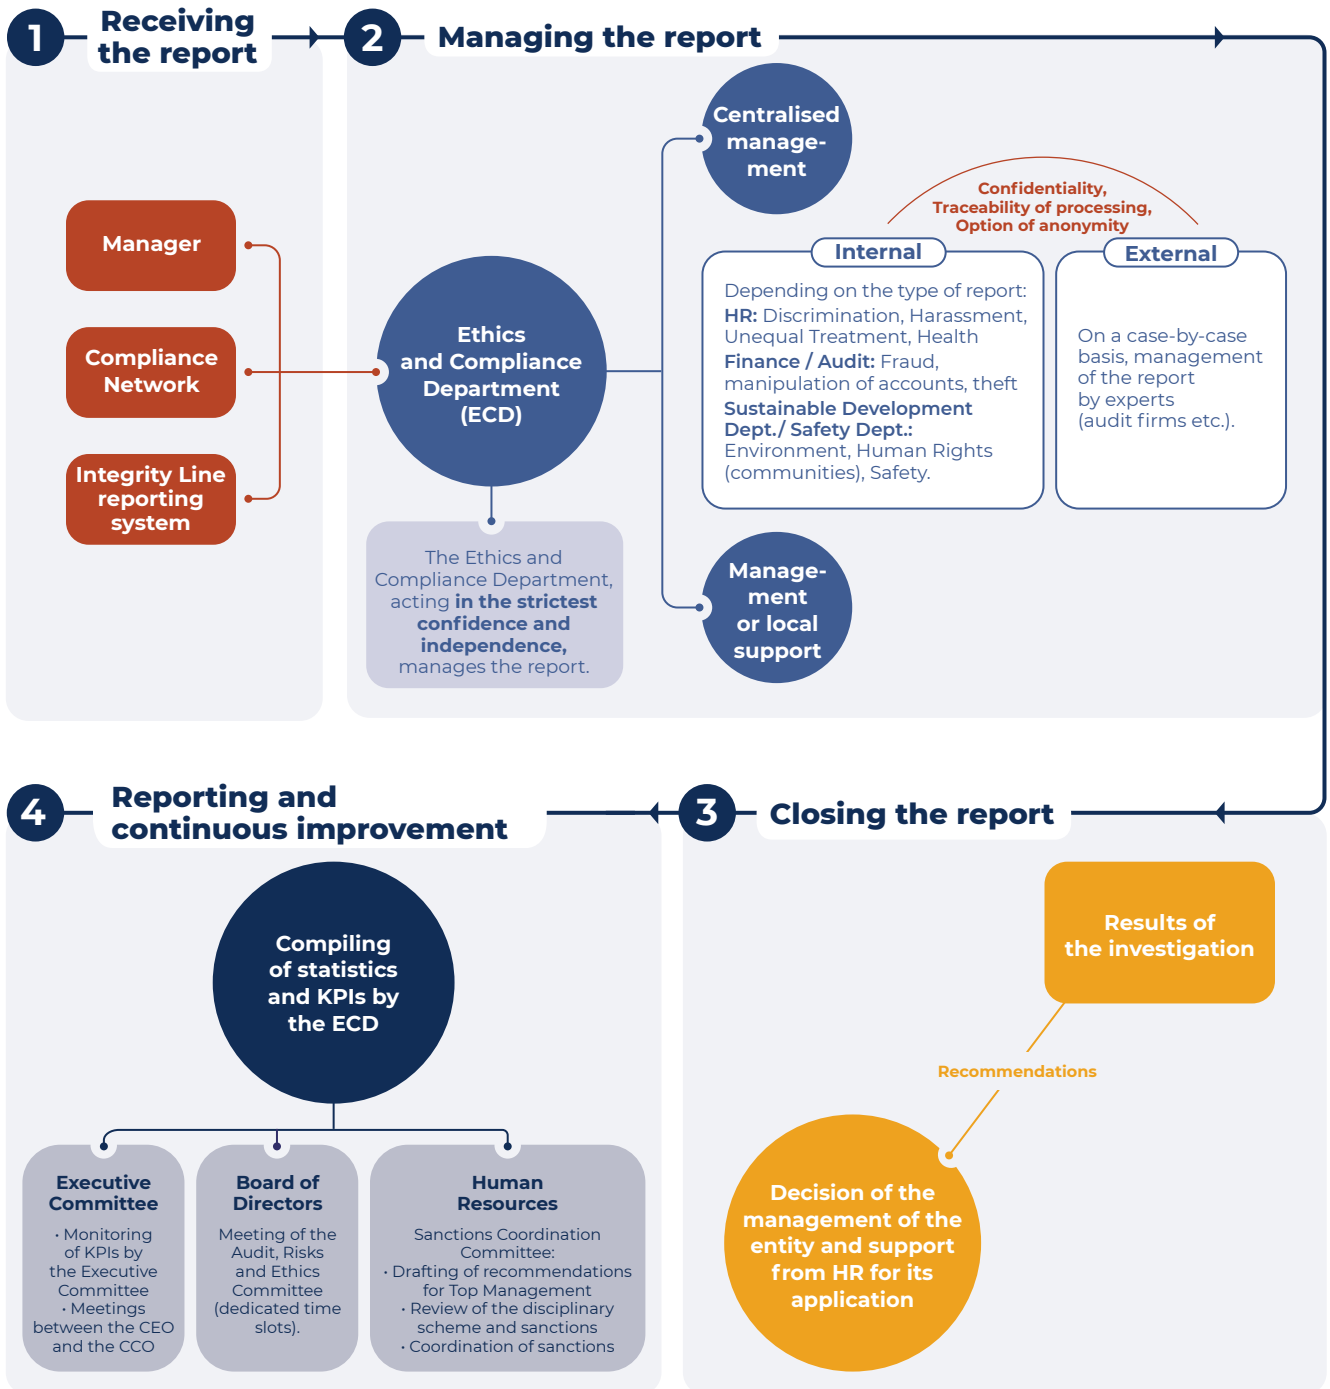 1
Receiving
the report
Manager
Compliance
Network
Integrity Line
reporting
system
2
Managing the report
Ethics
and Compliance
Department
(ECD)
The Ethics and
Compliance Department,
acting in the strictest
confidence and
independence,
manages the report.
Centralised
manage-
ment
Confidentiality,
Traceability of processing,
Option of anonymity
Internal
Depending on the type of report:
HR: Discrimination, Harassment,
Unequal Treatment, Health
Finance / Audit: Fraud,
manipulation of accounts, theft
Sustainable Development
Dept./ Safety Dept.:
Environment, Human Rights
(communities), Safety.
External
On a case-by-case
basis, management
of the report
by experts
(audit firms etc.).
Manage-
ment
or local
support
3
Closing the report
Results of
the investigation
Recommendations
Decision of the
management of the
entity and support
from HR for its
application
4
Reporting and
continuous improvement
Compiling
of statistics
and KPIs by
the ECD
Executive
Committee
• Monitoring
of KPIs by
the Executive
Committee
• Meetings
between the CEO
and the CCO
Board of
Directors
Meeting of the
Audit, Risks
and Ethics
Committee
(dedicated time
slots).
Human
Resources
Sanctions Coordination
Committee:
• Drafting of recommendations
for Top Management
• Review of the disciplinary
scheme and sanctions
• Coordination of sanctions